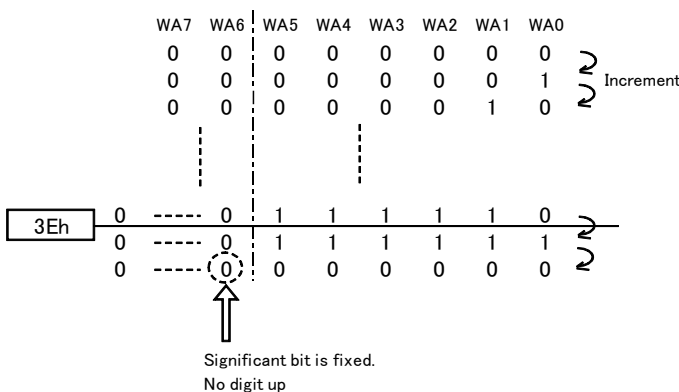 WA7 WA6 WA5 WA4 WA3 WA2 WA1 WA0
0 0 0 0 0 0 0 0
0 0 0 0 0 0 0 1 Increment
0 0 0 0 0 0 1 0
3Eh 0 ----- 0 1 1 1 1 1 0
0 ----- 0 1 1 1 1 1 1
0 ----- 0 0 0 0 0 0 0
Significant bit is fixed.
No digit up